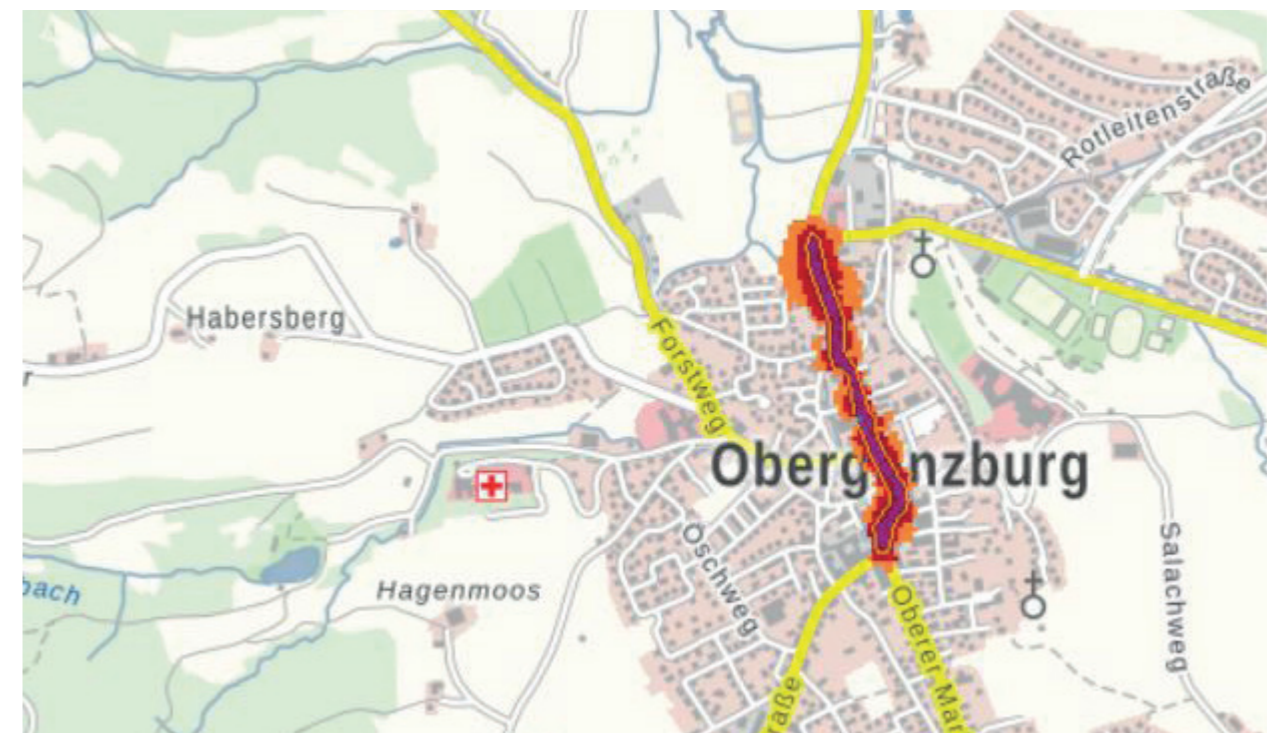 Rotleitenstraße
Habersberg
r
Forstweg
Oberg nzburg
Oschweg
Salachweg
bach
Hagenmoos
Oberer Mar
raße